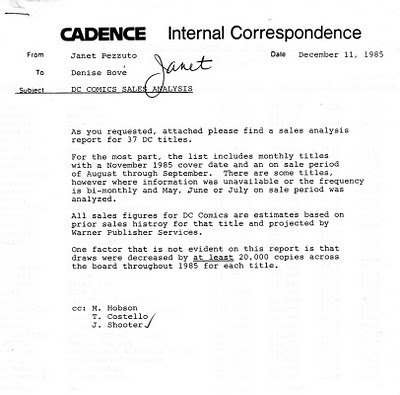 CADENCE Internal Correspondence
From Janet Pezzuto Date December 11, 1985
To Denise Bove
Janet
Subject DC COMICS SALES ANALYSIS
As you requested, attached please find a sales analysis
report for 37 DC titles.
For the most part, the list includes monthly titles
with a November 1985 cover date and an on sale period
of August through September. There are some titles,
however where information was unavailable or the frequency
is bi-monthly and May, June or July on sale period was
analyzed.
All sales figures for DC Comics are estimates based on
prior sales histroy for that title and projected by
Warner Publisher Services.
One factor that is not evident on this report is that
draws were decreased by at least 20,000 copies across
the board throughout 1985 for each title.
cc: M. Hobson
T. Costello
J. Shooter